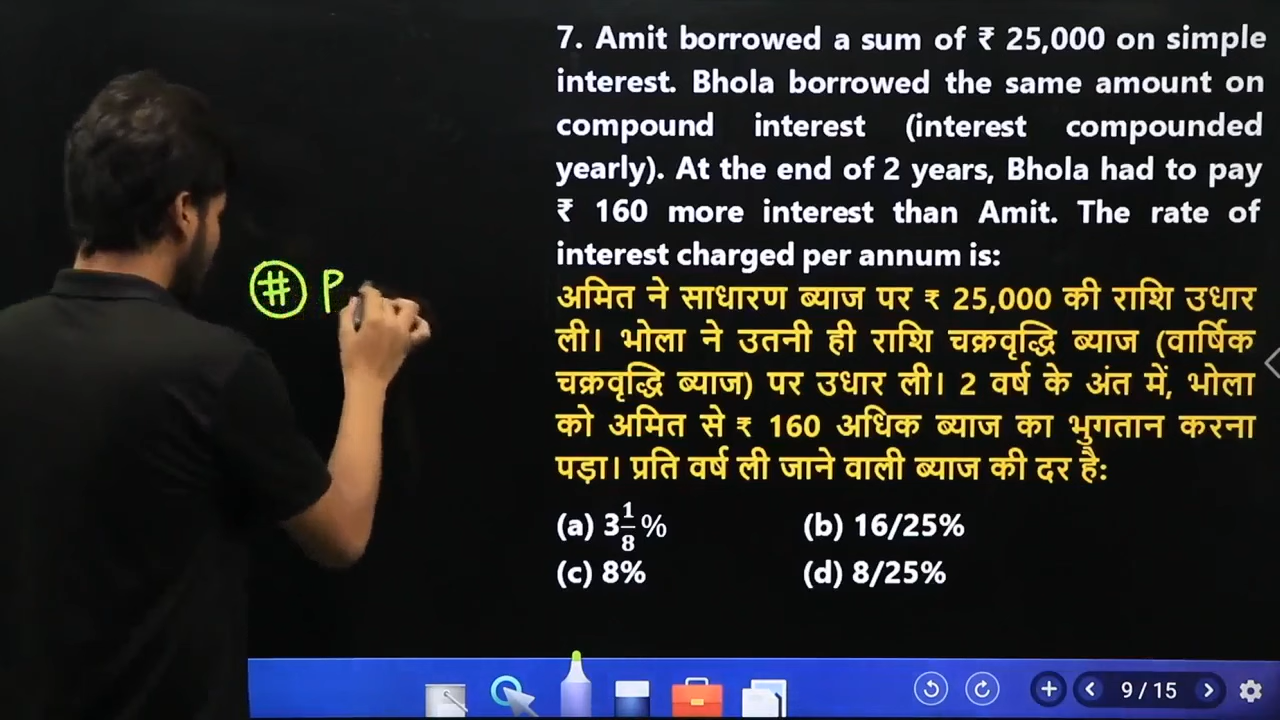 7. Amit borrowed a sum of ₹ 25,000 on simple
interest. Bhola borrowed the same amount on
compound interest (interest compounded
yearly). At the end of 2 years, Bhola had to pay
₹ 160 more interest than Amit. The rate of
interest charged per annum is:
अमित ने साधारण ब्याज पर ₹ 25,000 की राशि उधार
ली। भोला ने उतनी ही राशि चक्रवृद्धि ब्याज (वार्षिक
चक्रवृद्धि ब्याज) पर उधार ली। 2 वर्ष के अंत में, भोला
को अमित से ₹ 160 अधिक ब्याज का भुगतान करना
पड़ा। प्रति वर्ष ली जाने वाली ब्याज की दर है:
(a) 3 1/8 % (b) 16/25%
(c) 8% (d) 8/25%
# P
9 / 15